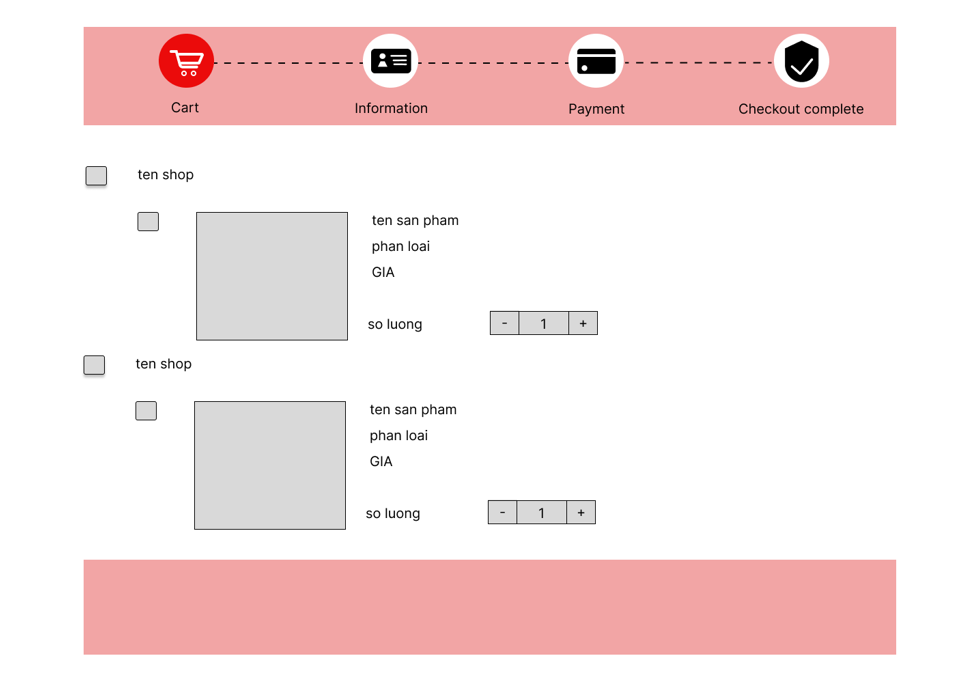 Cart
Information
Payment
Checkout complete
ten shop
ten san pham
phan loai
GIA
so luong
- 1 +
ten shop
ten san pham
phan loai
GIA
so luong
- 1 +